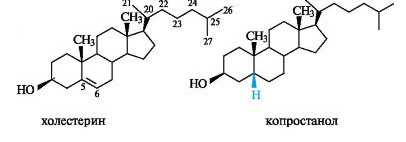 21
22
24
26
CH₃
20
23
25
27
CH₃
HO
5
6
холестерин
CH₃
CH₃
HO
H
копростанол